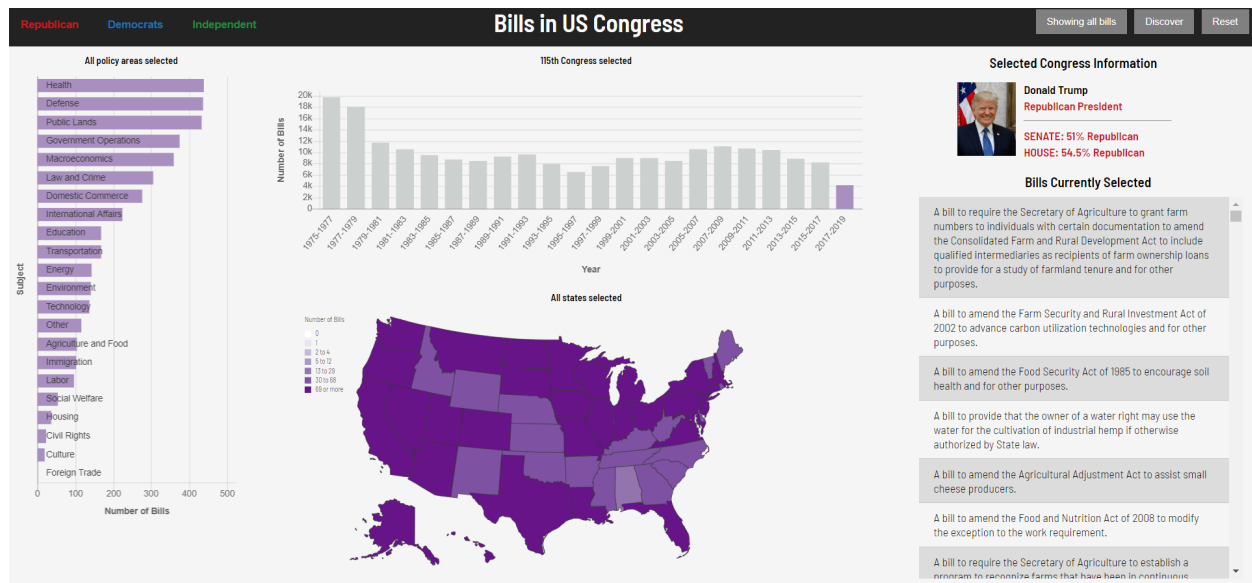 Republican
Democrats
Independent
Bills in US Congress
Showing all bills
Discover
Reset
All policy areas selected
Health
Defense
Public Lands
Government Operations
Macroeconomics
Law and Crime
Domestic Commerce
International Affairs
Education
Transportation
Energy
Environment
Technology
Other
Agriculture and Food
Immigration
Labor
Social Welfare
Housing
Civil Rights
Culture
Foreign Trade
Subject
0 100 200 300 400 500
Number of Bills
115th Congress selected
20k
18k
16k
14k
12k
10k
8k
6k
4k
2k
0
Number of Bills
1975-1977
1977-1979
1979-1981
1981-1983
1983-1985
1985-1987
1987-1989
1989-1991
1991-1993
1993-1995
1995-1997
1997-1999
1999-2001
2001-2003
2003-2005
2005-2007
2007-2009
2009-2011
2011-2013
2013-2015
2015-2017
2017-2019
Year
All states selected
Number of Bills
0
1
2 to 4
5 to 12
13 to 29
30 to 68
69 or more
Selected Congress Information
Donald Trump
Republican President
SENATE: 51% Republican
HOUSE: 54.5% Republican
Bills Currently Selected
A bill to require the Secretary of Agriculture to grant farm
numbers to individuals with certain documentation to amend
the Consolidated Farm and Rural Development Act to include
qualified intermediaries as recipients of farm ownership loans
to provide for a study of farmland tenure and for other
purposes.
A bill to amend the Farm Security and Rural Investment Act of
2002 to advance carbon utilization technologies and for other
purposes.
A bill to amend the Food Security Act of 1985 to encourage soil
health and for other purposes.
A bill to provide that the owner of a water right may use the
water for the cultivation of industrial hemp if otherwise
authorized by State law.
A bill to amend the Agricultural Adjustment Act to assist small
cheese producers.
A bill to amend the Food and Nutrition Act of 2008 to modify
the exception to the work requirement.
A bill to require the Secretary of Agriculture to establish a
program to recognize farms that have been in continuous